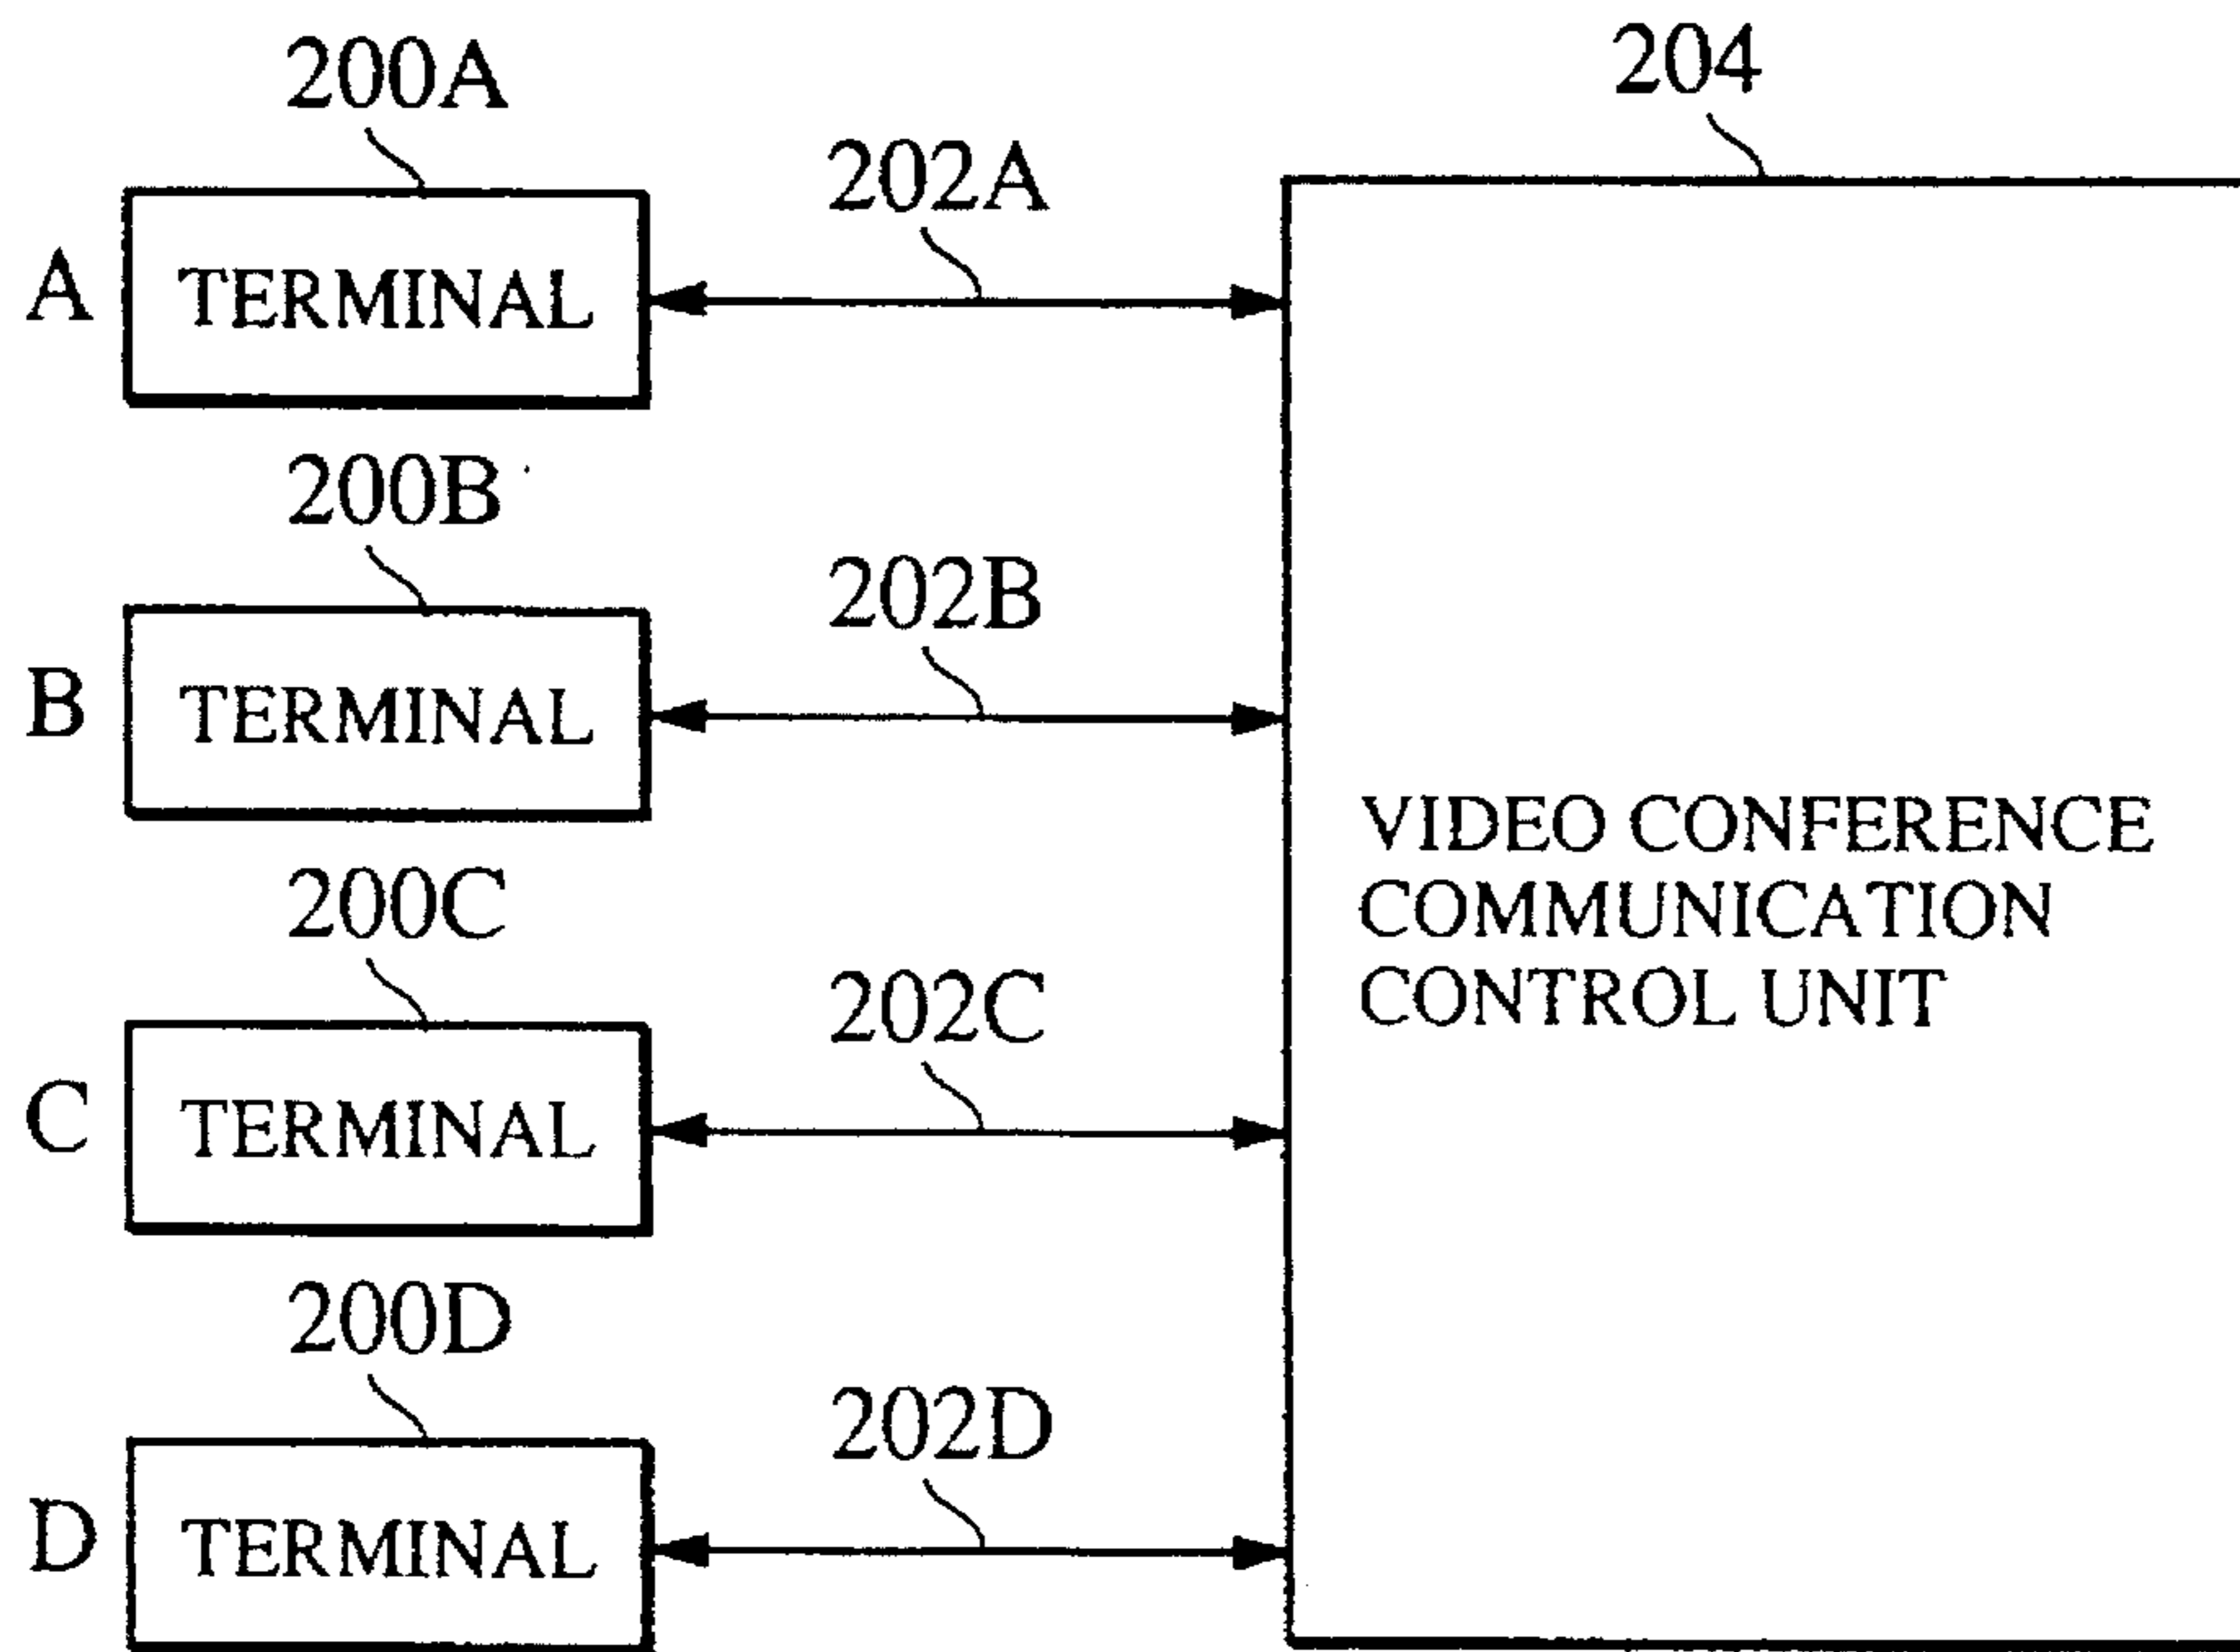 200A
204
202A
A
TERMINAL
200B
202B
B
TERMINAL
VIDEO CONFERENCE
COMMUNICATION
CONTROL UNIT
200C
202C
C
TERMINAL
200D
202D
D
TERMINAL